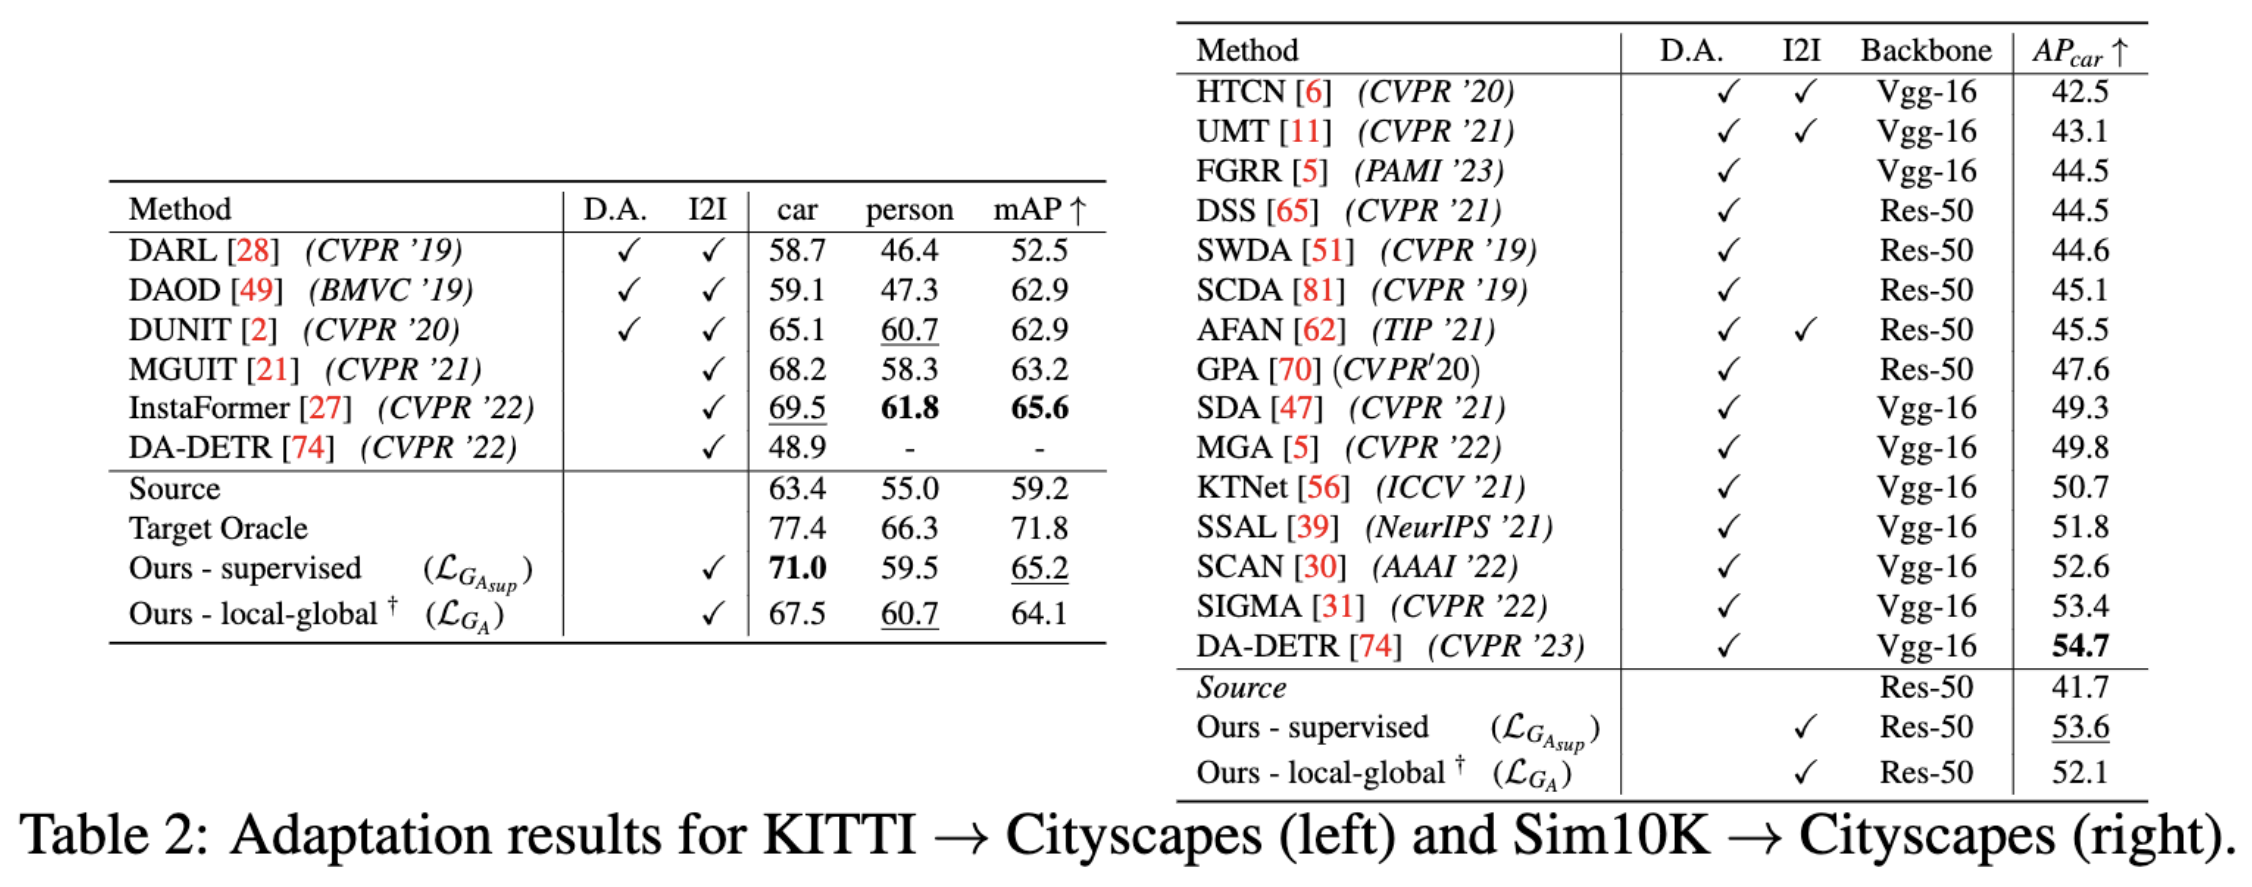 Method D.A. I2I car person mAP ↑
DARL [28] (CVPR '19) ✓ ✓ 58.7 46.4 52.5
DAOD [49] (BMVC '19) ✓ ✓ 59.1 47.3 62.9
DUNIT [2] (CVPR '20) ✓ ✓ 65.1 60.7 62.9
MGUIT [21] (CVPR '21) ✓ 68.2 58.3 63.2
InstaFormer [27] (CVPR '22) ✓ 69.5 61.8 65.6
DA-DETR [74] (CVPR '22) ✓ 48.9 - -
Source 63.4 55.0 59.2
Target Oracle 77.4 66.3 71.8
Ours - supervised (ℒ_{G_{A_{sup}}}) ✓ 71.0 59.5 65.2
Ours - local-global † (ℒ_{G_A}) ✓ 67.5 60.7 64.1
Method D.A. I2I Backbone AP_{car} ↑
HTCN [6] (CVPR '20) ✓ ✓ Vgg-16 42.5
UMT [11] (CVPR '21) ✓ ✓ Vgg-16 43.1
FGRR [5] (PAMI '23) ✓ Vgg-16 44.5
DSS [65] (CVPR '21) ✓ Res-50 44.5
SWDA [51] (CVPR '19) ✓ Res-50 44.6
SCDA [81] (CVPR '19) ✓ Res-50 45.1
AFAN [62] (TIP '21) ✓ ✓ Res-50 45.5
GPA [70] (CVPR′20) ✓ Res-50 47.6
SDA [47] (CVPR '21) ✓ Vgg-16 49.3
MGA [5] (CVPR '22) ✓ Vgg-16 49.8
KTNet [56] (ICCV '21) ✓ Vgg-16 50.7
SSAL [39] (NeurIPS '21) ✓ Vgg-16 51.8
SCAN [30] (AAAI '22) ✓ Vgg-16 52.6
SIGMA [31] (CVPR '22) ✓ Vgg-16 53.4
DA-DETR [74] (CVPR '23) ✓ Vgg-16 54.7
Source Res-50 41.7
Ours - supervised (ℒ_{G_{A_{sup}}}) ✓ Res-50 53.6
Ours - local-global † (ℒ_{G_A}) ✓ Res-50 52.1
Table 2: Adaptation results for KITTI → Cityscapes (left) and Sim10K → Cityscapes (right).